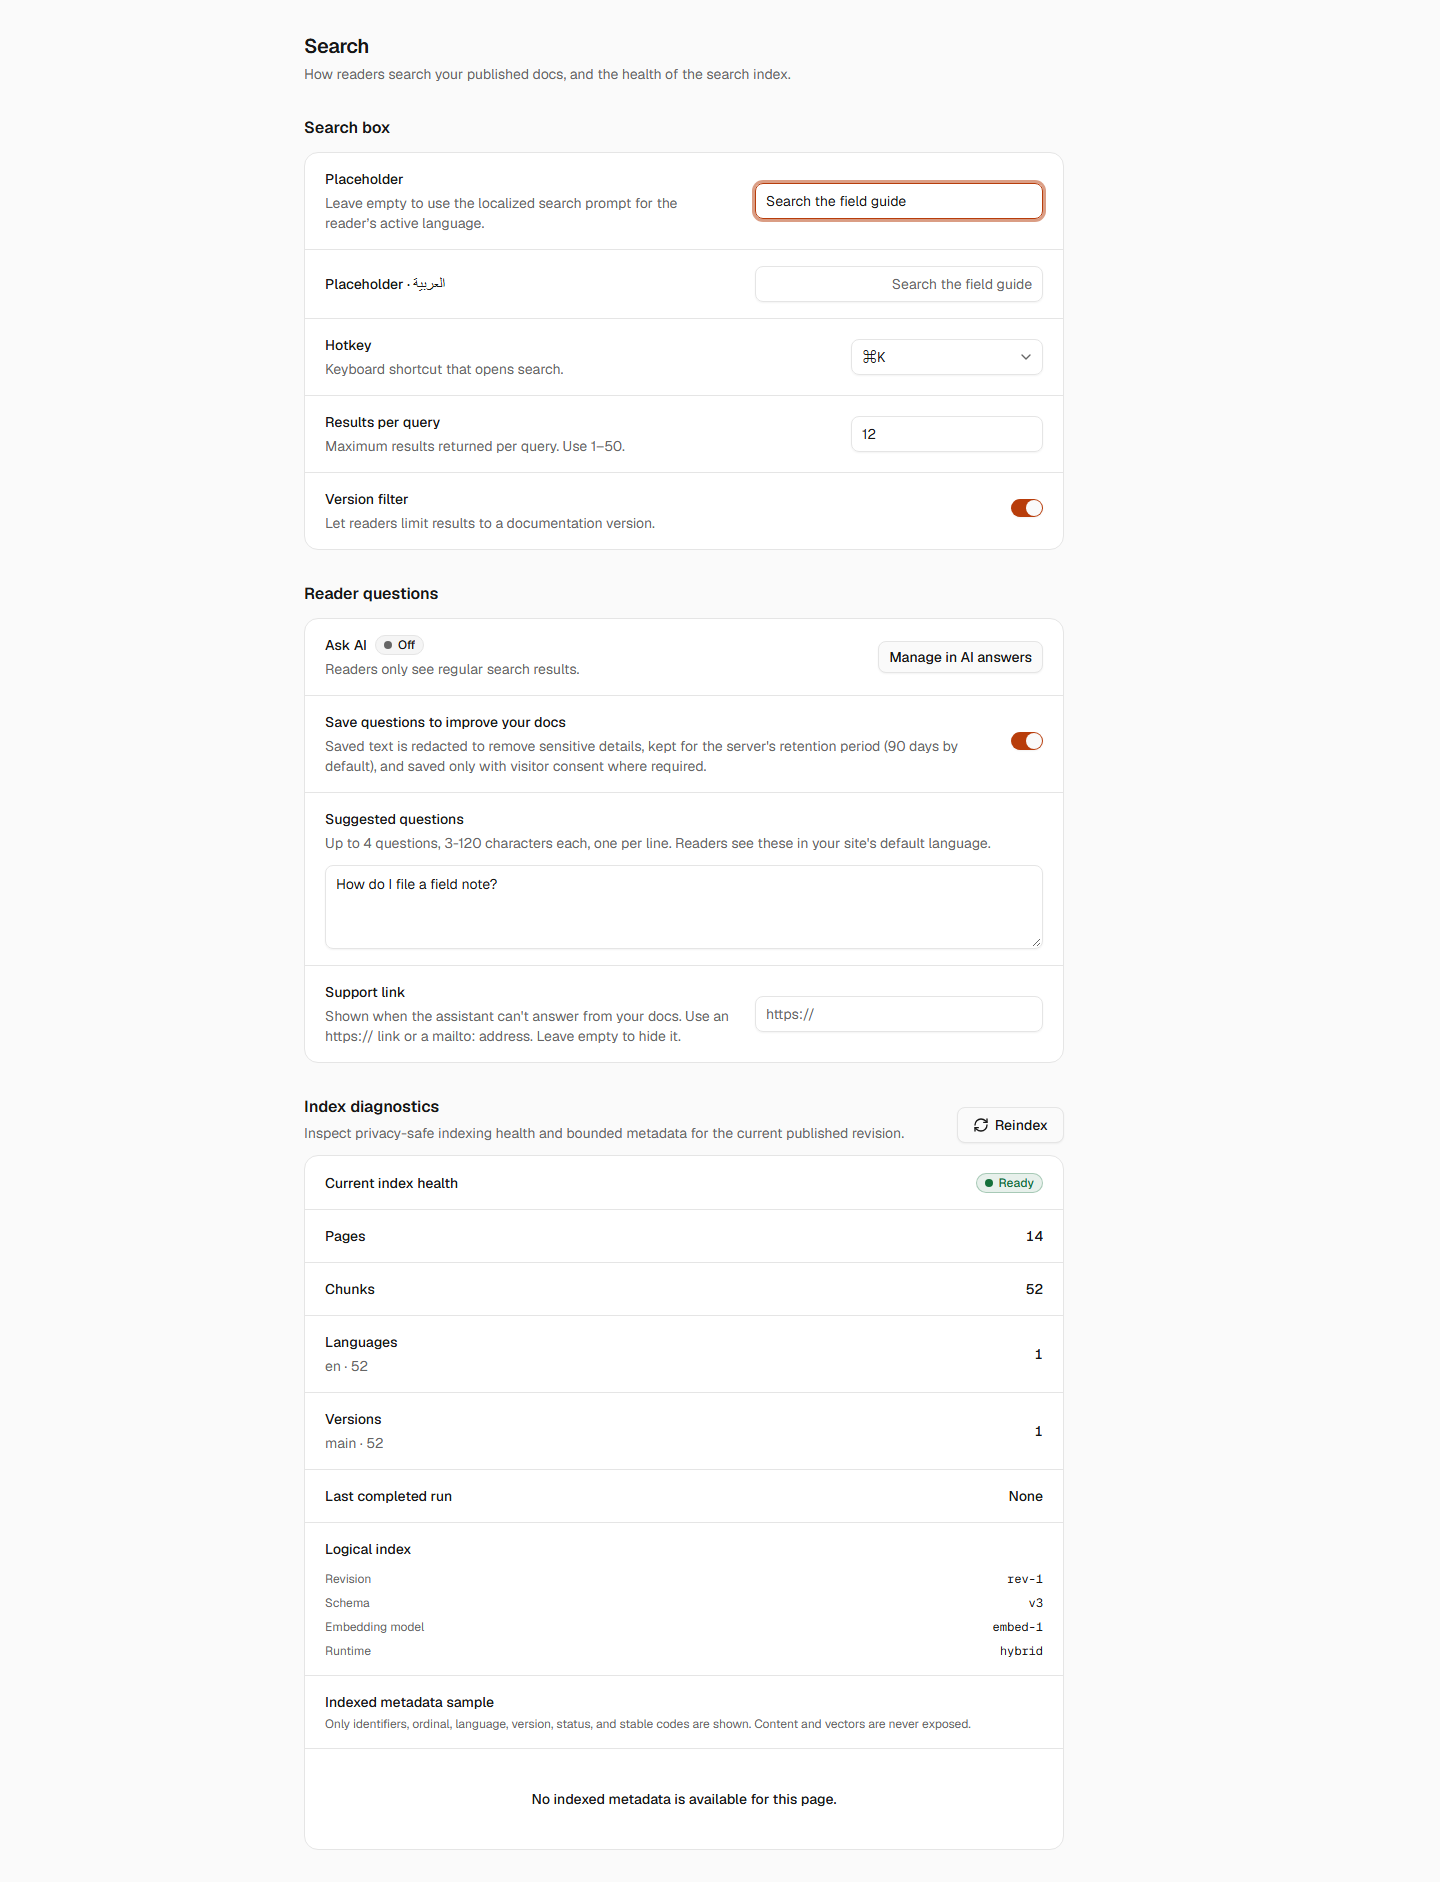 Search
How readers search your published docs, and the health of the search index.
Search box
Placeholder
Leave empty to use the localized search prompt for the
reader's active language.
Search the field guide
Placeholder · العربية
Search the field guide
Hotkey
Keyboard shortcut that opens search.
⌘K
Results per query
Maximum results returned per query. Use 1–50.
12
Version filter
Let readers limit results to a documentation version.
Reader questions
Ask AI
Off
Readers only see regular search results.
Manage in AI answers
Save questions to improve your docs
Saved text is redacted to remove sensitive details, kept for the server's retention period (90 days by
default), and saved only with visitor consent where required.
Suggested questions
Up to 4 questions, 3-120 characters each, one per line. Readers see these in your site's default language.
How do I file a field note?
Support link
Shown when the assistant can't answer from your docs. Use an
https:// link or a mailto: address. Leave empty to hide it.
https://
Index diagnostics
Inspect privacy-safe indexing health and bounded metadata for the current published revision.
Reindex
Current index health
Ready
Pages
14
Chunks
52
Languages
en · 52
1
Versions
main · 52
1
Last completed run
None
Logical index
Revision
rev-1
Schema
v3
Embedding model
embed-1
Runtime
hybrid
Indexed metadata sample
Only identifiers, ordinal, language, version, status, and stable codes are shown. Content and vectors are never exposed.
No indexed metadata is available for this page.